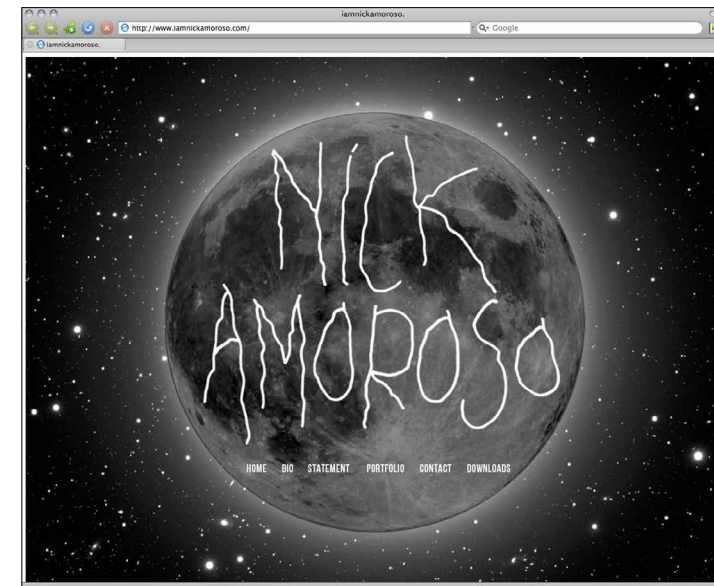 iamnickamoroso.
http://www.iamnickamoroso.com/
Google
iamnickamoroso.
NiCK
AMOROSO
HOME BIO STATEMENT PORTFOLIO CONTACT DOWNLOADS